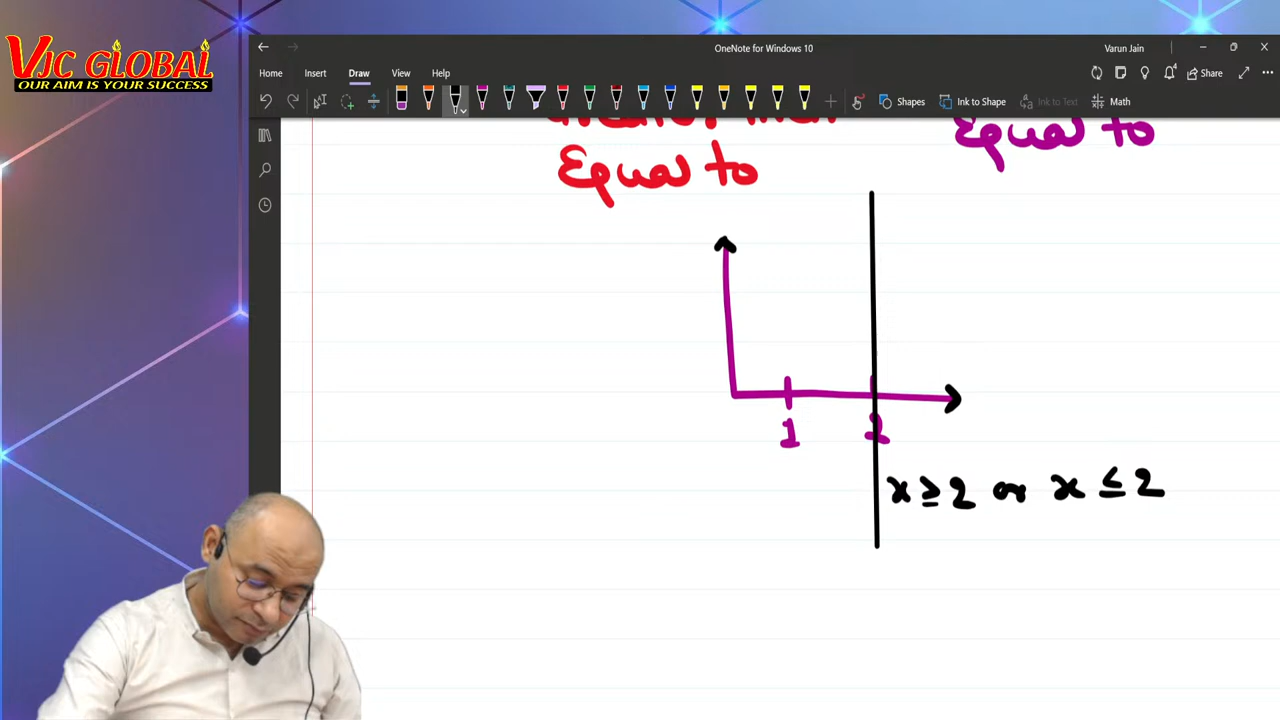 VJC GLOBAL
OUR AIM IS YOUR SUCCESS
OneNote for Windows 10
Varun Jain
Home Insert Draw View Help
Share
Shapes Ink to Shape Ink to Text Math
Equal to
Equal to
1 2
x ≥ 2 or x ≤ 2